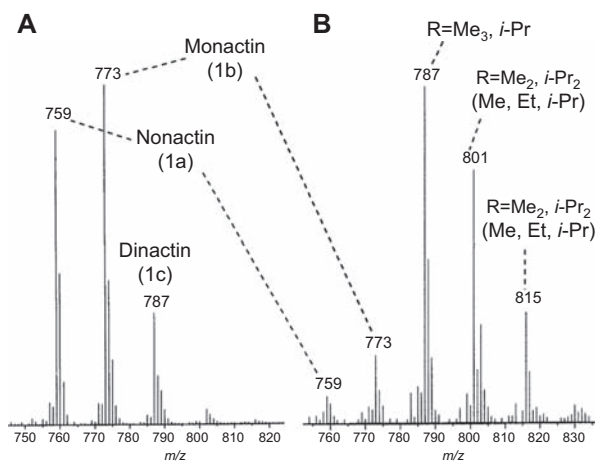 A
B
Monactin
(1b)
773
759
Nonactin
(1a)
Dinactin
(1c)
787
750 760 770 780 790 800 810 820
m/z
R=Me3, i-Pr
787
R=Me2, i-Pr2
(Me, Et, i-Pr)
801
R=Me2, i-Pr2
(Me, Et, i-Pr)
815
773
759
760 770 780 790 800 810 820 830
m/z